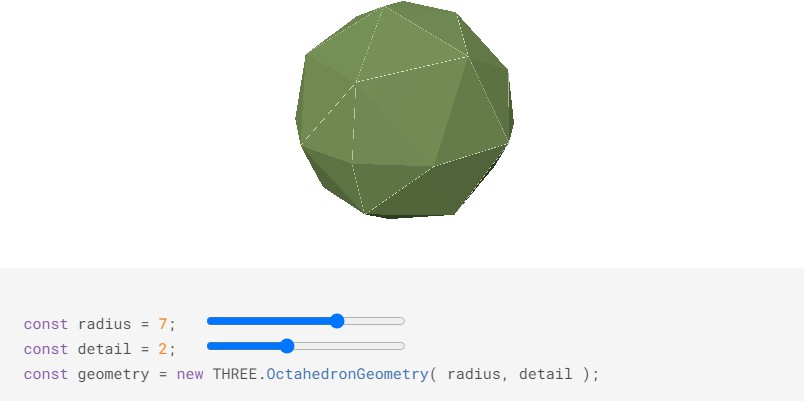 const radius = 7;
const detail = 2;
const geometry = new THREE.OctahedronGeometry( radius, detail );